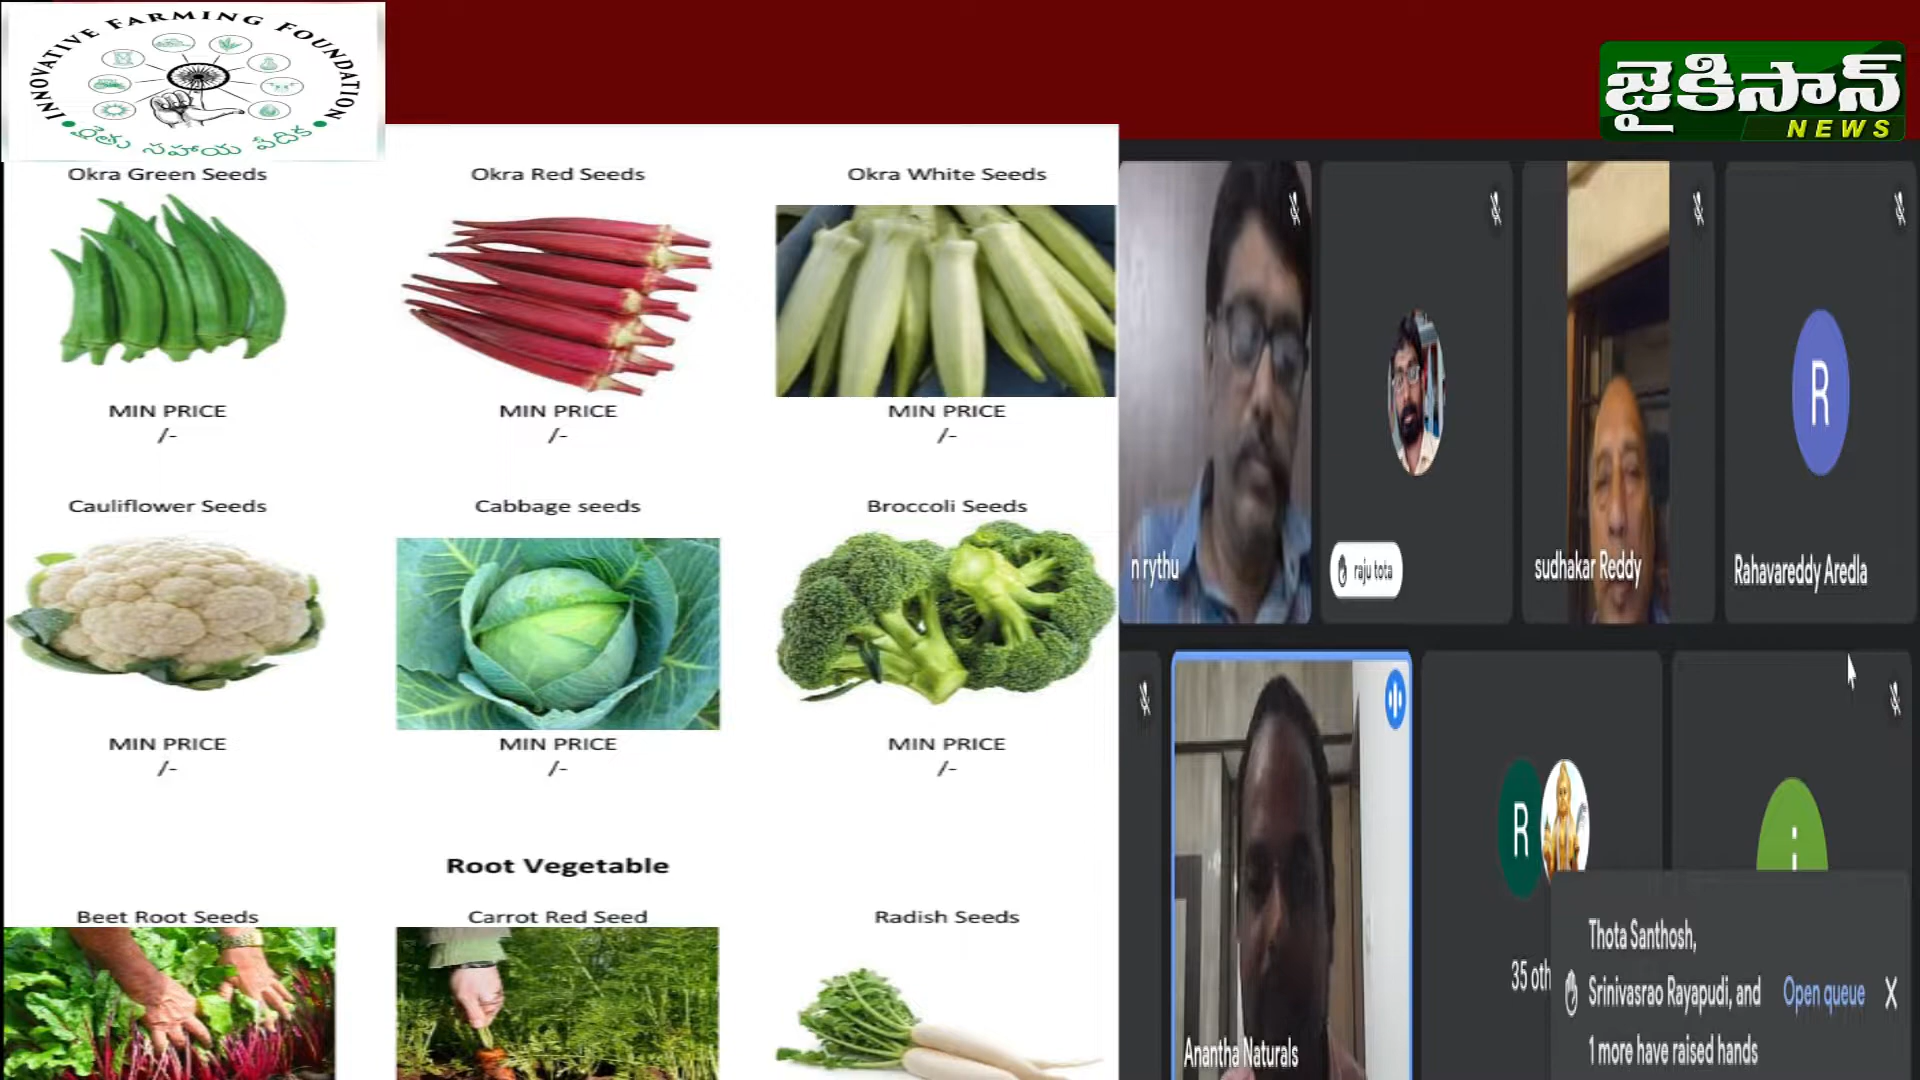 INNOVATIVE FARMING FOUNDATION
రైతు సహాయ వేదిక
జైకిసాన్
NEWS
Okra Green Seeds
Okra Red Seeds
Okra White Seeds
MIN PRICE
/-
MIN PRICE
/-
MIN PRICE
/-
Cauliflower Seeds
Cabbage seeds
Broccoli Seeds
MIN PRICE
/-
MIN PRICE
/-
MIN PRICE
/-
Root Vegetable
Beet Root Seeds
Carrot Red Seed
Radish Seeds
n rythu
raju tota
sudhakar Reddy
R
Rahavareddy Aredla
Anantha Naturals
R
35 oth
i
Thota Santhosh,
Srinivasrao Rayapudi, and
1 more have raised hands
Open queue